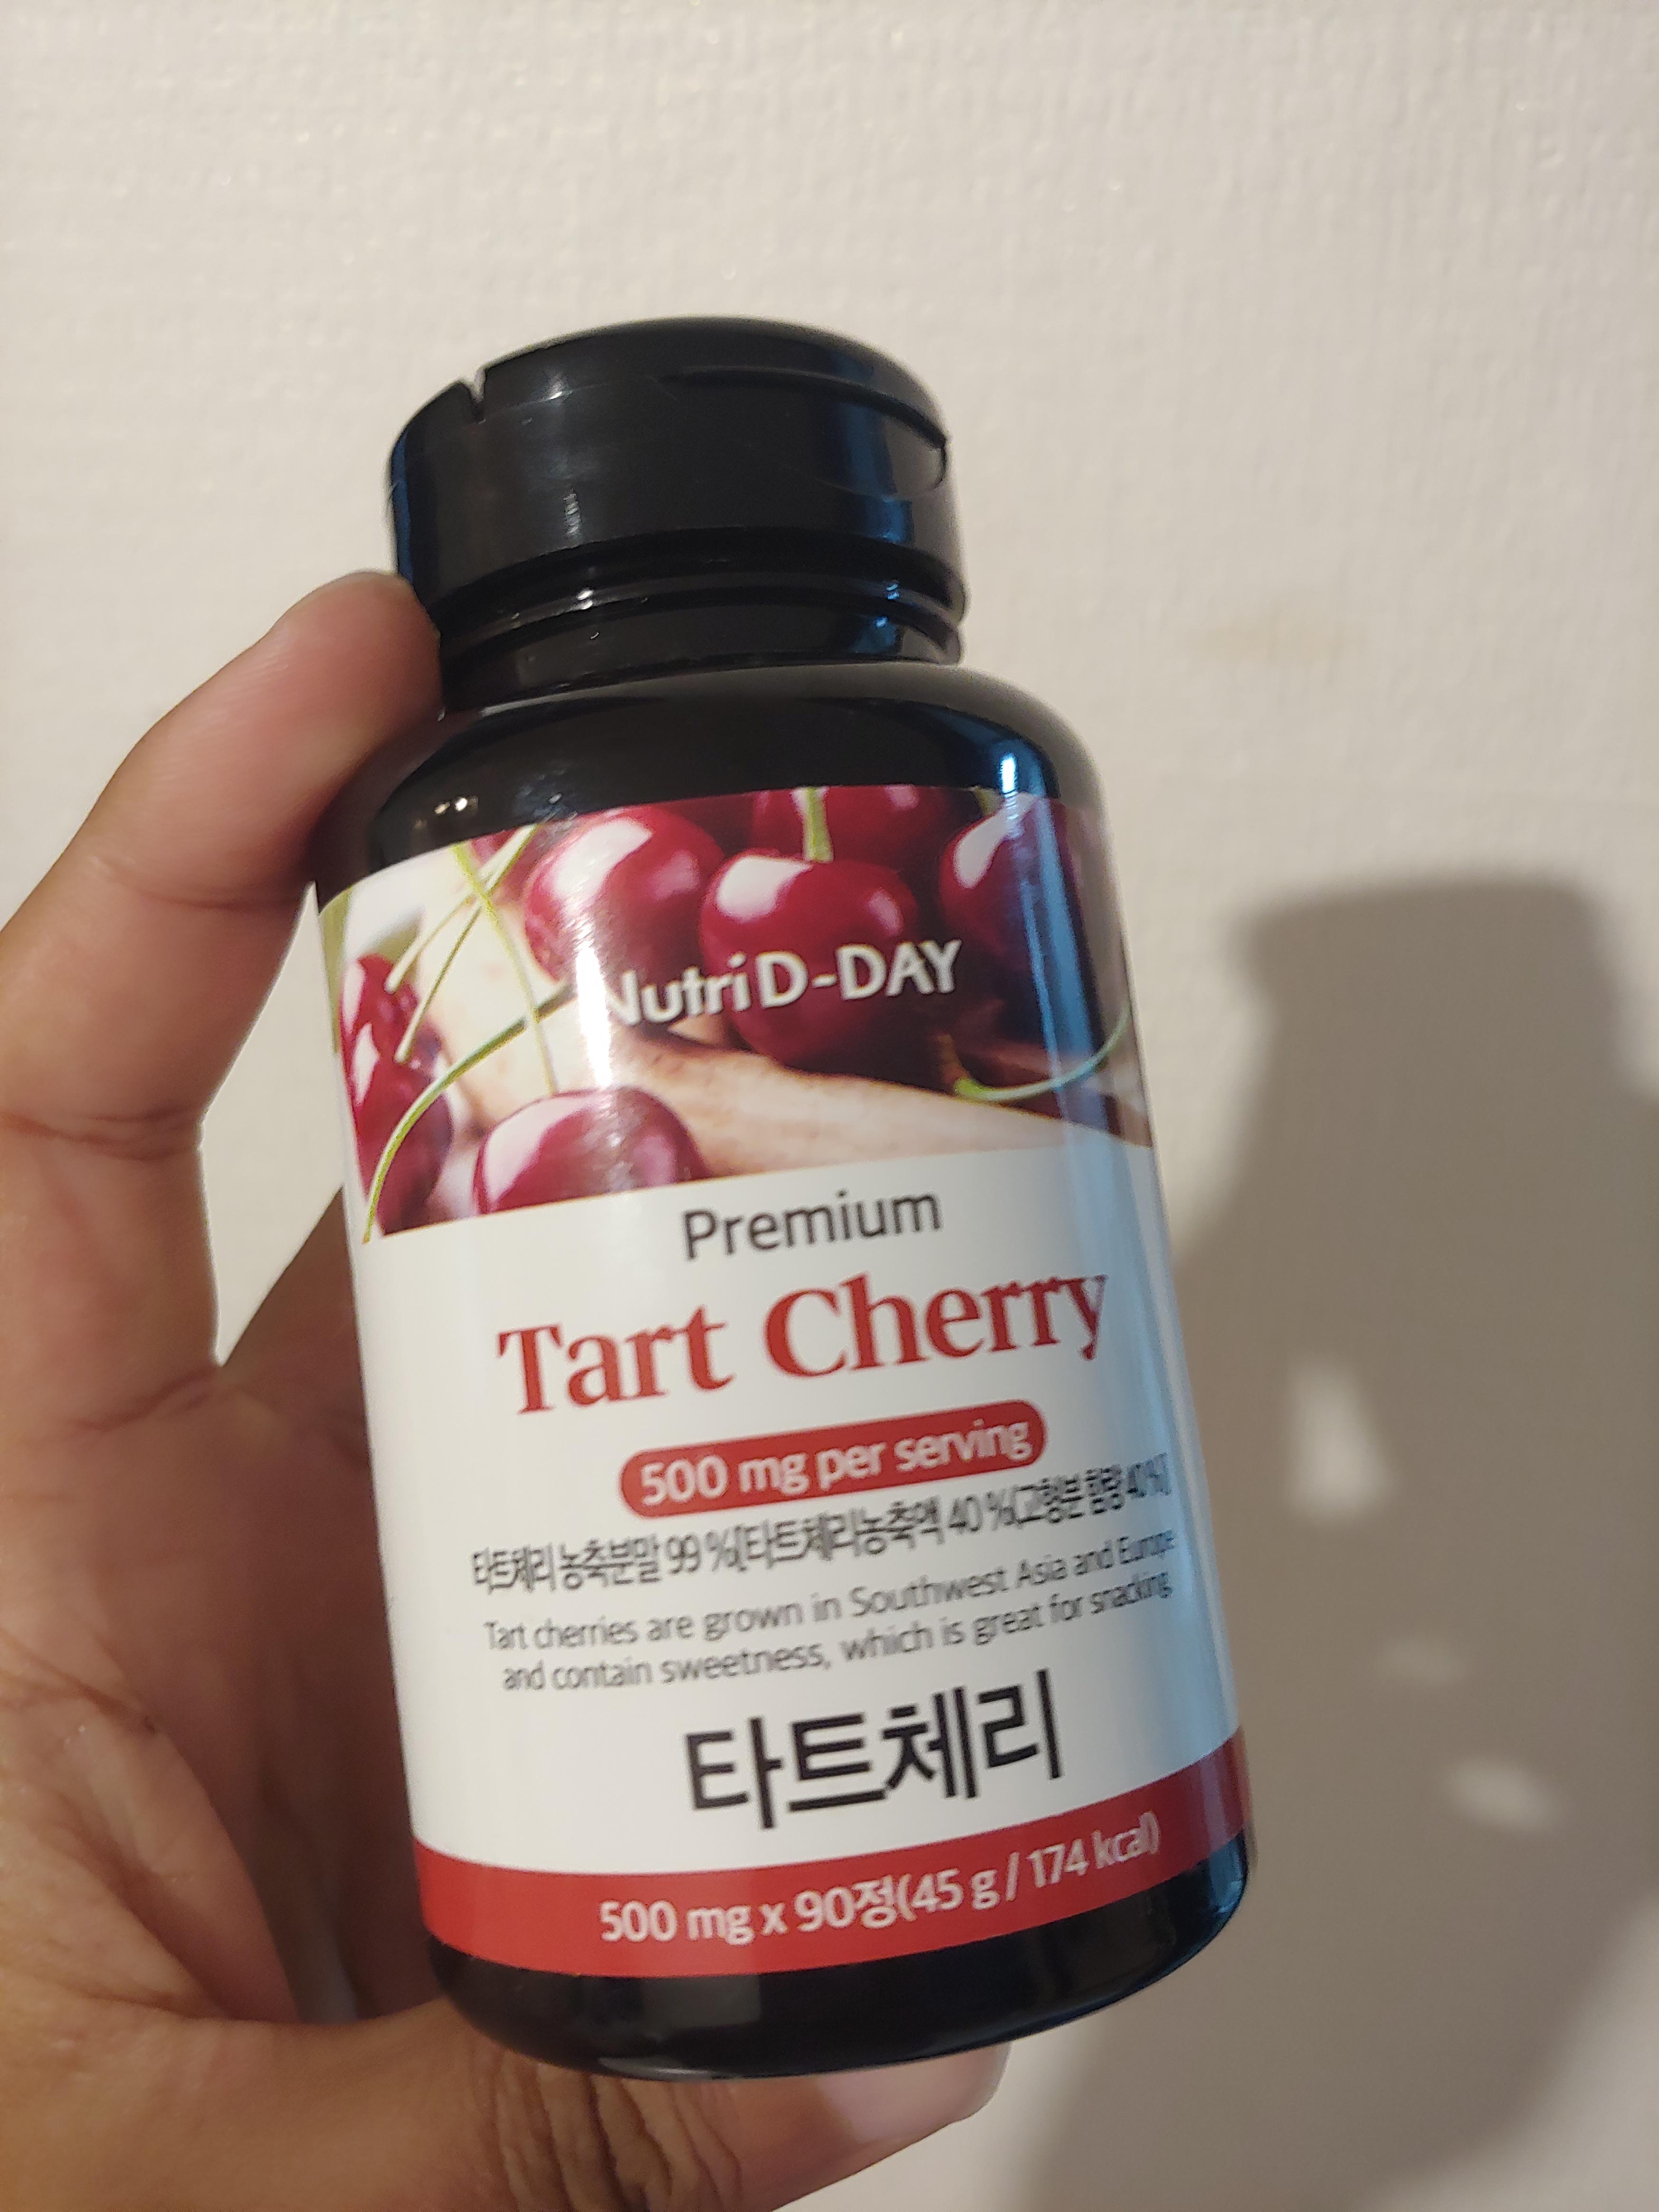 Nutri D-DAY
Premium
Tart Cherry
500 mg per serving
타트체리 농축분말 99 %[타트체리농축액 40 %(고형분 함량 40 %)]
Tart cherries are grown in Southwest Asia and Europe
and contain sweetness, which is great for snacking.
타트체리
500 mg x 90정(45 g / 174 kcal)